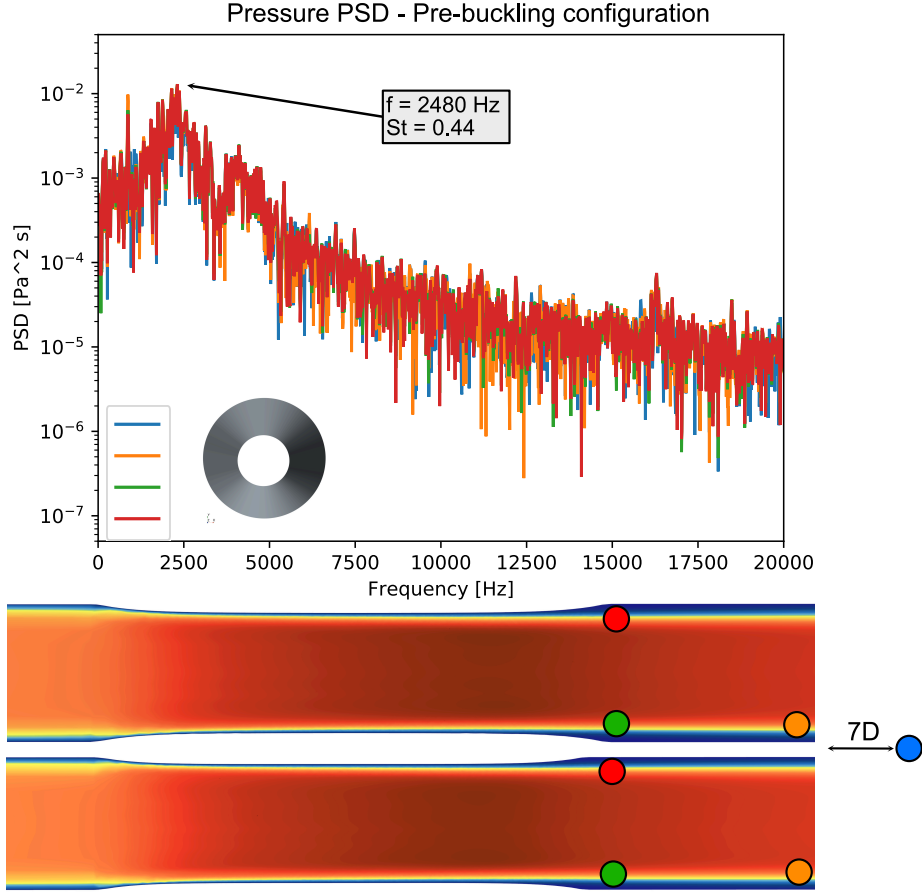 Pressure PSD - Pre-buckling configuration
PSD [Pa^2 s]
10⁻²
10⁻³
10⁻⁴
10⁻⁵
10⁻⁶
10⁻⁷
f = 2480 Hz
St = 0.44
0 2500 5000 7500 10000 12500 15000 17500 20000
Frequency [Hz]
7D